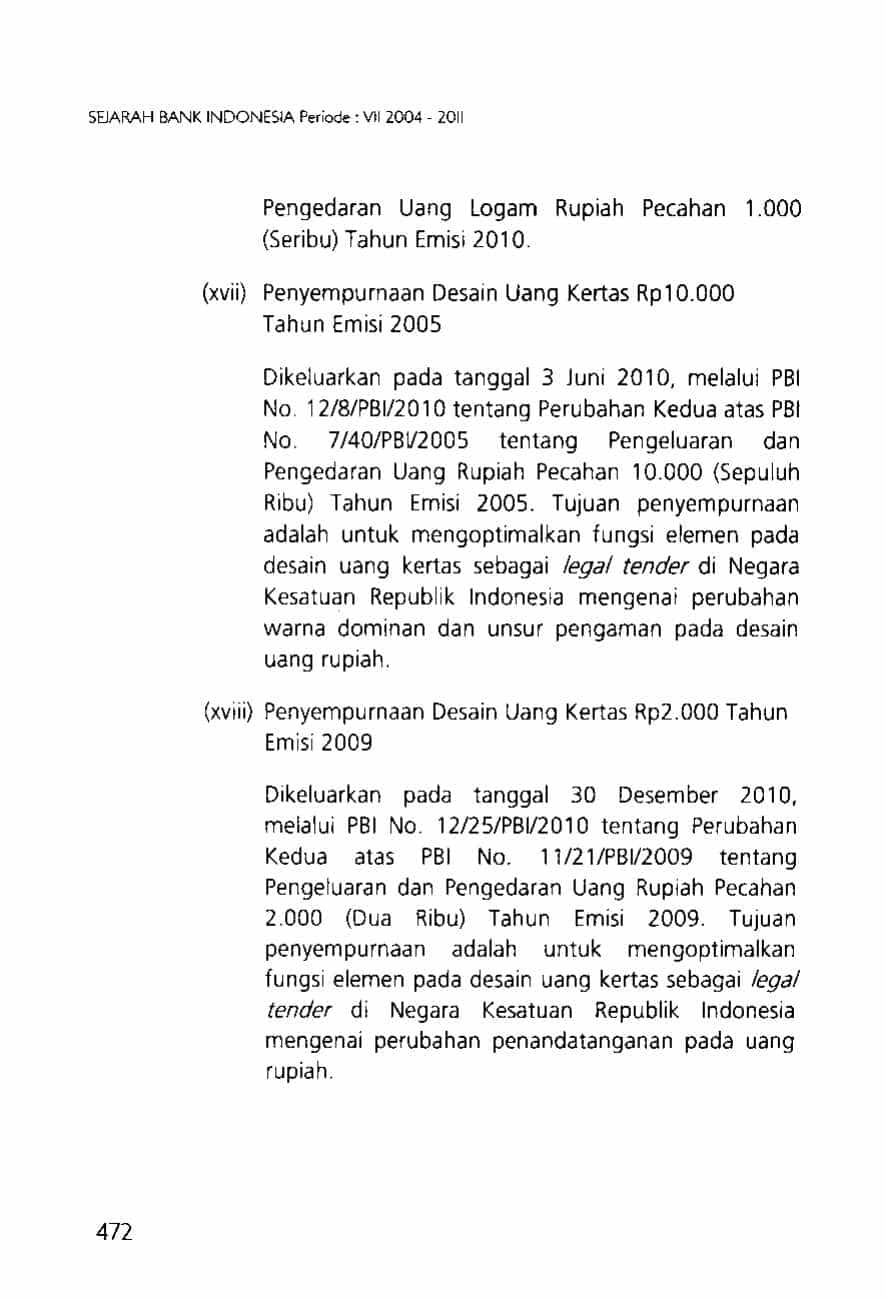 SEJARAH BANK INDONESIA Periode : VII 2004 - 2011
Pengedaran Uang Logam Rupiah Pecahan 1.000
(Seribu) Tahun Emisi 2010.
(xvii) Penyempurnaan Desain Uang Kertas Rp10.000
Tahun Emisi 2005
Dikeluarkan pada tanggal 3 Juni 2010, melalui PBI
No. 12/8/PBI/2010 tentang Perubahan Kedua atas PBI
No. 7/40/PBI/2005 tentang Pengeluaran dan
Pengedaran Uang Rupiah Pecahan 10.000 (Sepuluh
Ribu) Tahun Emisi 2005. Tujuan penyempurnaan
adalah untuk mengoptimalkan fungsi elemen pada
desain uang kertas sebagai legal tender di Negara
Kesatuan Republik Indonesia mengenai perubahan
warna dominan dan unsur pengaman pada desain
uang rupiah.
(xviii) Penyempurnaan Desain Uang Kertas Rp2.000 Tahun
Emisi 2009
Dikeluarkan pada tanggal 30 Desember 2010,
melalui PBI No. 12/25/PBI/2010 tentang Perubahan
Kedua atas PBI No. 11/21/PBI/2009 tentang
Pengeluaran dan Pengedaran Uang Rupiah Pecahan
2.000 (Dua Ribu) Tahun Emisi 2009. Tujuan
penyempurnaan adalah untuk mengoptimalkan
fungsi elemen pada desain uang kertas sebagai legal
tender di Negara Kesatuan Republik Indonesia
mengenai perubahan penandatanganan pada uang
rupiah.
472